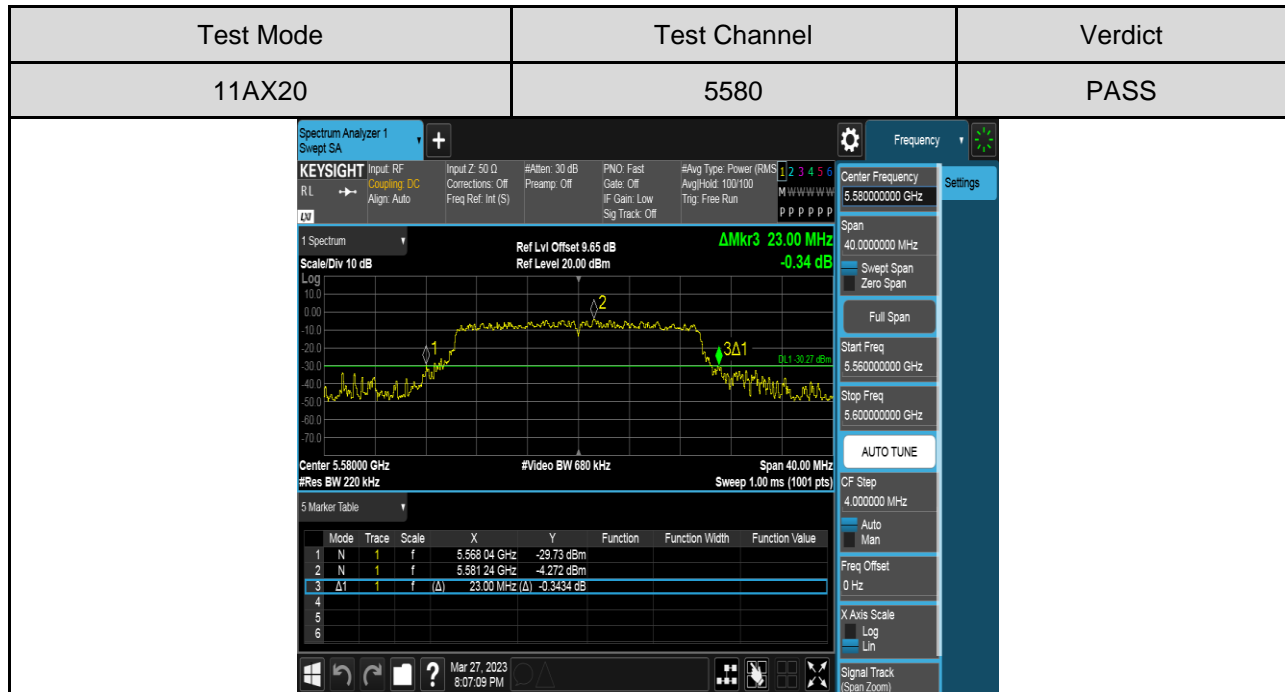 Test Mode Test Channel Verdict
11AX20 5580 PASS
Spectrum Analyzer 1
Swept SA
+
Frequency
KEYSIGHT Input: RF Input Z: 50 Ω #Atten: 30 dB PNO: Fast #Avg Type: Power (RMS 1 2 3 4 5 6
RL Coupling: DC Corrections: Off Preamp: Off Gate: Off Avg|Hold: 100/100 M W W W W W
Align: Auto Freq Ref: Int (S) IF Gain: Low Trig: Free Run
LXI Sig Track: Off P P P P P P
1 Spectrum Ref Lvl Offset 9.65 dB ΔMkr3 23.00 MHz
Scale/Div 10 dB Ref Level 20.00 dBm -0.34 dB
Log
10.0
0.00
-10.0
-20.0
-30.0
-40.0
-50.0
-60.0
-70.0
1
2
3Δ1
DL1 -30.27 dBm
Center 5.58000 GHz #Video BW 680 kHz Span 40.00 MHz
#Res BW 220 kHz Sweep 1.00 ms (1001 pts)
5 Marker Table
Mode Trace Scale X Y Function Function Width Function Value
1 N 1 f 5.568 04 GHz -29.73 dBm
2 N 1 f 5.581 24 GHz -4.272 dBm
3 Δ1 1 f (Δ) 23.00 MHz (Δ) -0.3434 dB
4
5
6
?
Mar 27, 2023
8:07:09 PM
Center Frequency
5.580000000 GHz
Settings
Span
40.0000000 MHz
Swept Span
Zero Span
Full Span
Start Freq
5.560000000 GHz
Stop Freq
5.600000000 GHz
AUTO TUNE
CF Step
4.000000 MHz
Auto
Man
Freq Offset
0 Hz
X Axis Scale
Log
Lin
Signal Track
(Span Zoom)